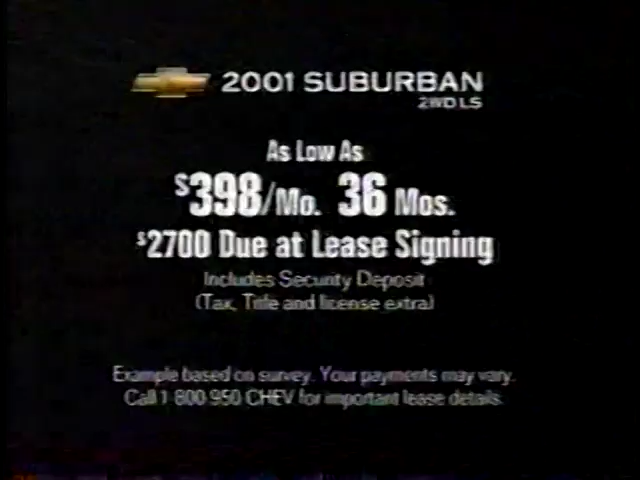 2001 SUBURBAN
2WD LS
As Low As
$398/Mo. 36 Mos.
$2700 Due at Lease Signing
Includes Security Deposit
(Tax, Title and license extra)
Example based on survey. Your payments may vary.
Call 1-800-950-CHEV for important lease details.